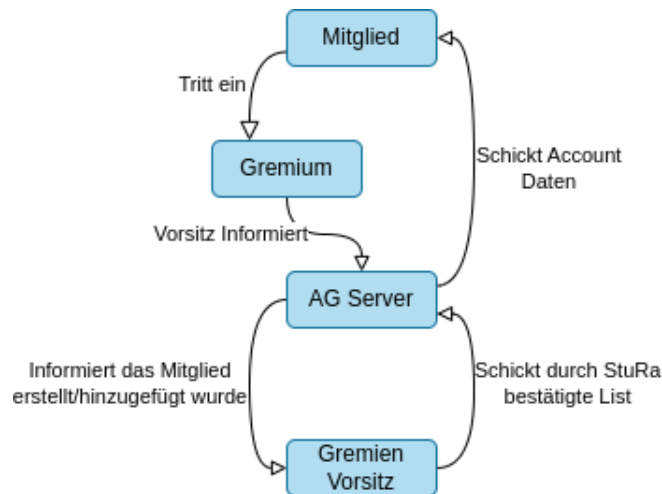 Mitglied
Tritt ein
Schickt Account
Daten
Gremium
Vorsitz Informiert
AG Server
Informiert das Mitglied
erstellt/hinzugefügt wurde
Schickt durch StuRa
bestätigte List
Gremien
Vorsitz